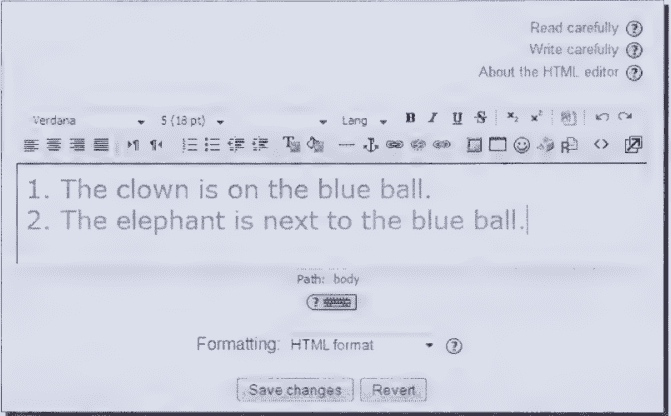 Read carefully
Write carefully
About the HTML editor
Verdana 5 (18 pt) Lang B I U S x₂ x²
1. The clown is on the blue ball.
2. The elephant is next to the blue ball.
Path: body
Formatting: HTML format
Save changes Revert